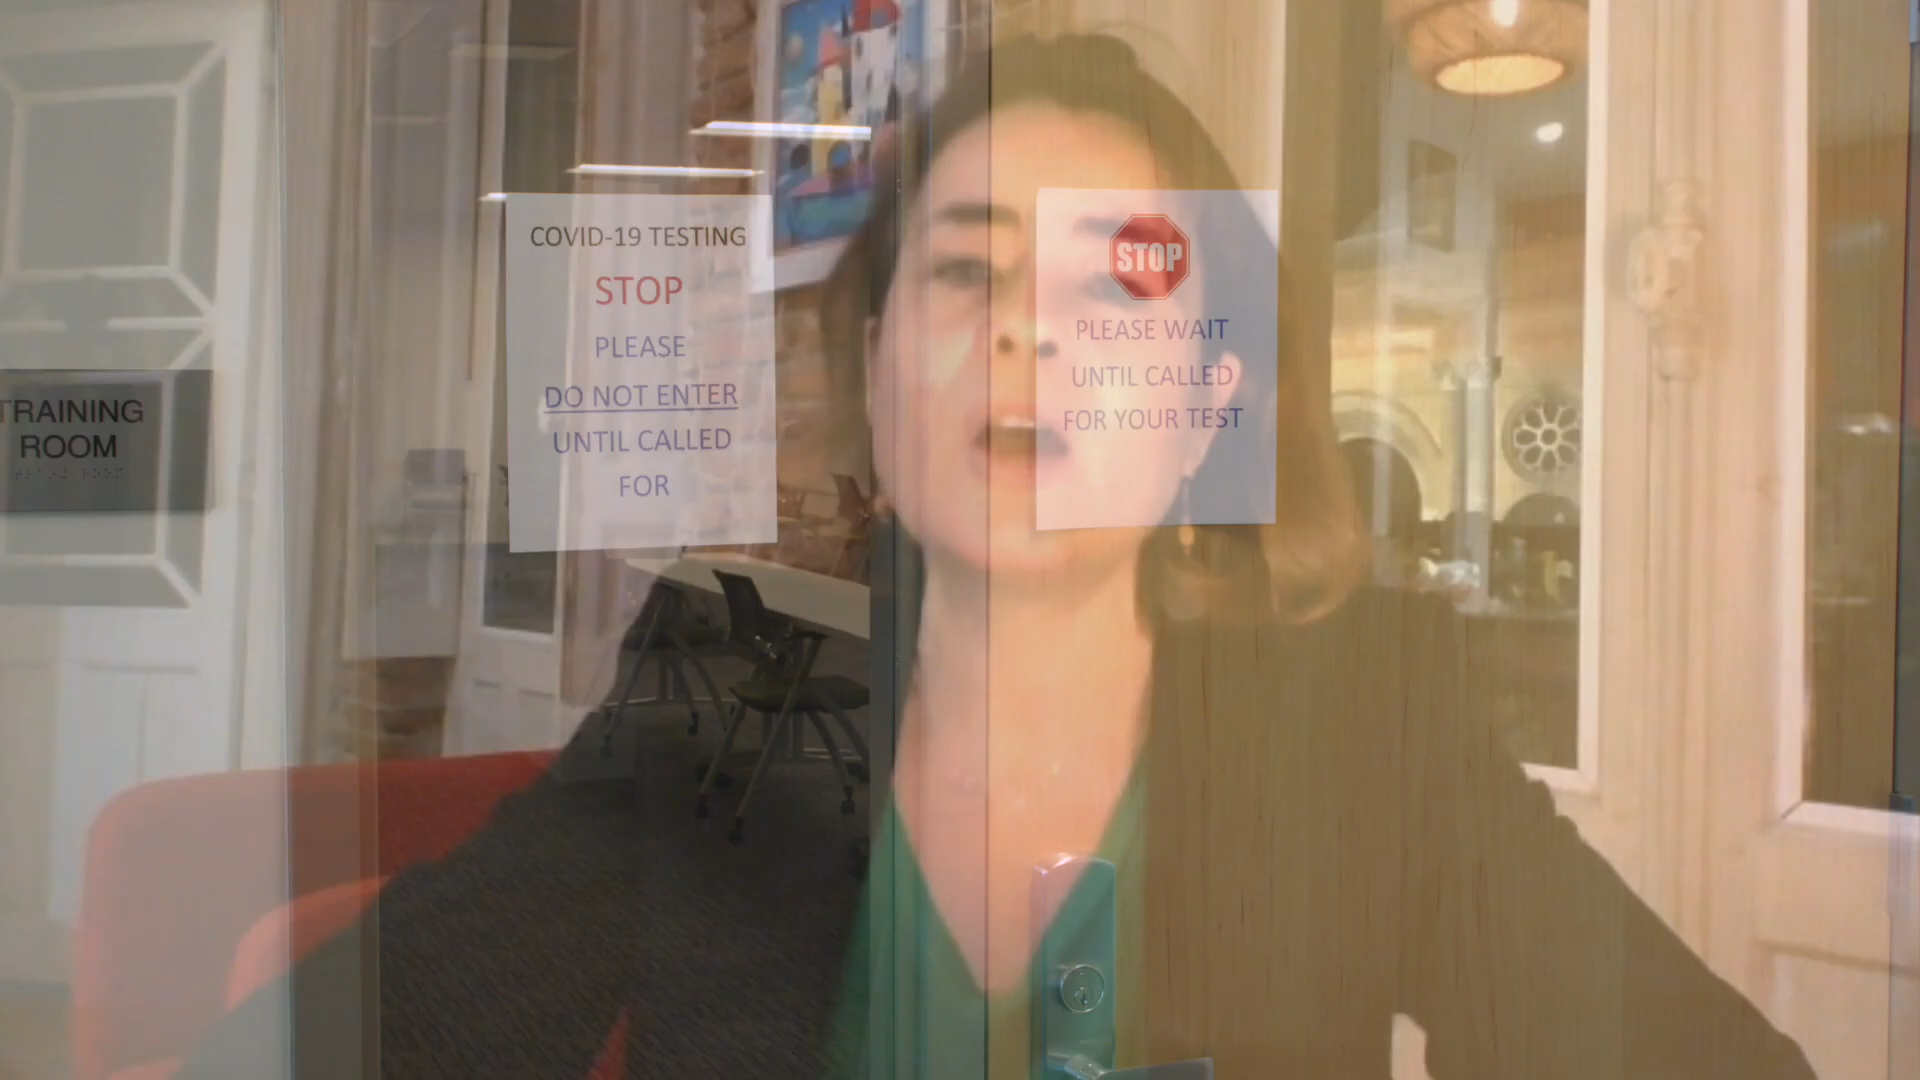 TRAINING
ROOM
COVID-19 TESTING
STOP
PLEASE
DO NOT ENTER
UNTIL CALLED
FOR
STOP
PLEASE WAIT
UNTIL CALLED
FOR YOUR TEST